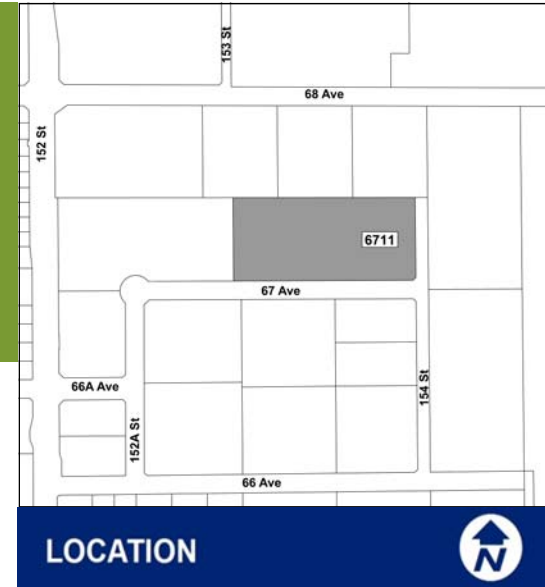 153 St
68 Ave
152 St
6711
67 Ave
66A Ave
152A St
154 St
66 Ave
LOCATION
N